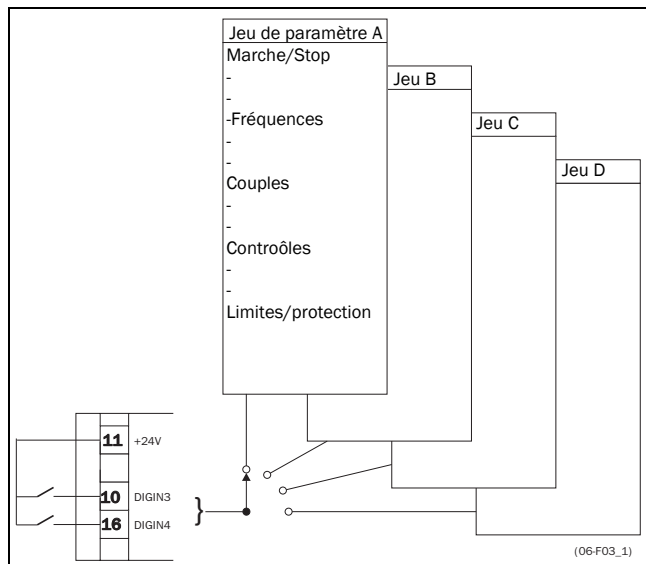 Jeu de paramètre A
Marche/Stop
-
-
-Fréquences
-
-
Couples
-
-
Controôles
-
-
Limites/protection
Jeu B
Jeu C
Jeu D
11 +24V
10 DIGIN3
16 DIGIN4
}
(06-F03_1)